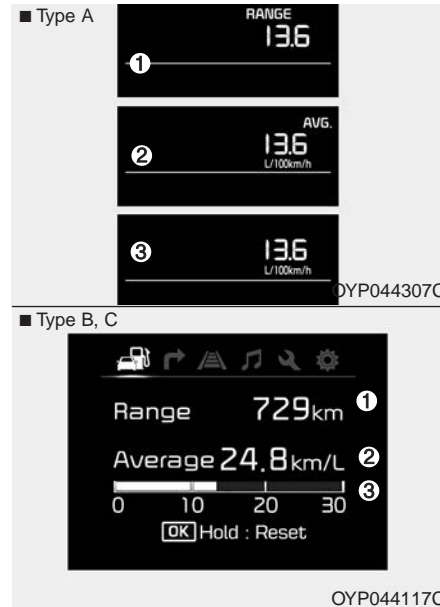 ■ Type A
RANGE
13.6
❶
AVG.
13.6
L/100km/h
❷
❸
13.6
L/100km/h
OYP044307C
■ Type B, C
Range 729km ❶
Average 24.8km/L ❷
❸
0 10 20 30
OK Hold : Reset
OYP044117C